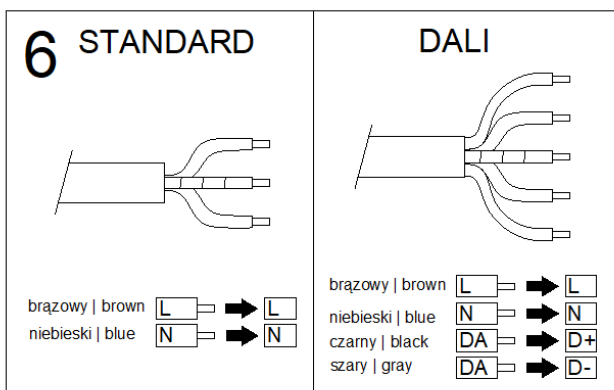 6 STANDARD
brązowy | brown L L
niebieski | blue N N
DALI
brązowy | brown L L
niebieski | blue N N
czarny | black DA D+
szary | gray DA D-